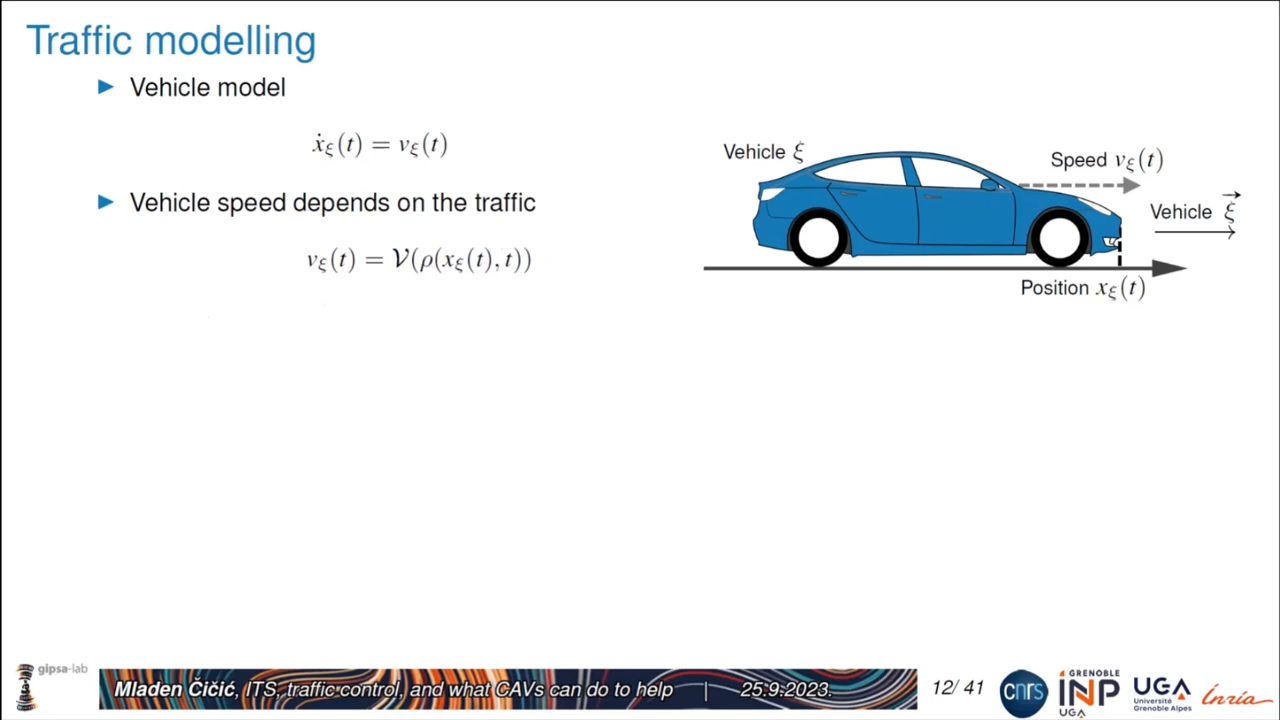 Traffic modelling
Vehicle model
ẋ_ξ(t) = v_ξ(t)
Vehicle speed depends on the traffic
v_ξ(t) = 𝒱(ρ(x_ξ(t), t))
Vehicle ξ
Speed v_ξ(t)
Vehicle ξ⃗
Position x_ξ(t)
gipsa-lab
Mladen Čičić, ITS, traffic control, and what CAVs can do to help | 25.9.2023.
12/ 41
cnrs
GRENOBLE
INP
UGA
UGA
Université
Grenoble Alpes
Inria